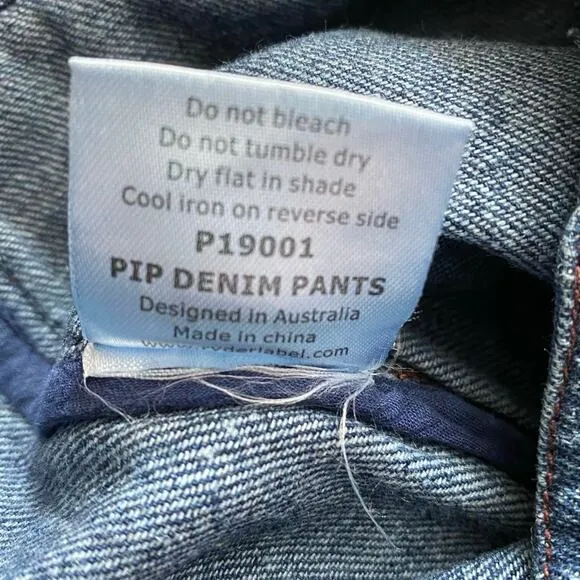 Do not bleach
Do not tumble dry
Dry flat in shade
Cool iron on reverse side
P19001
PIP DENIM PANTS
Designed In Australia
Made in china